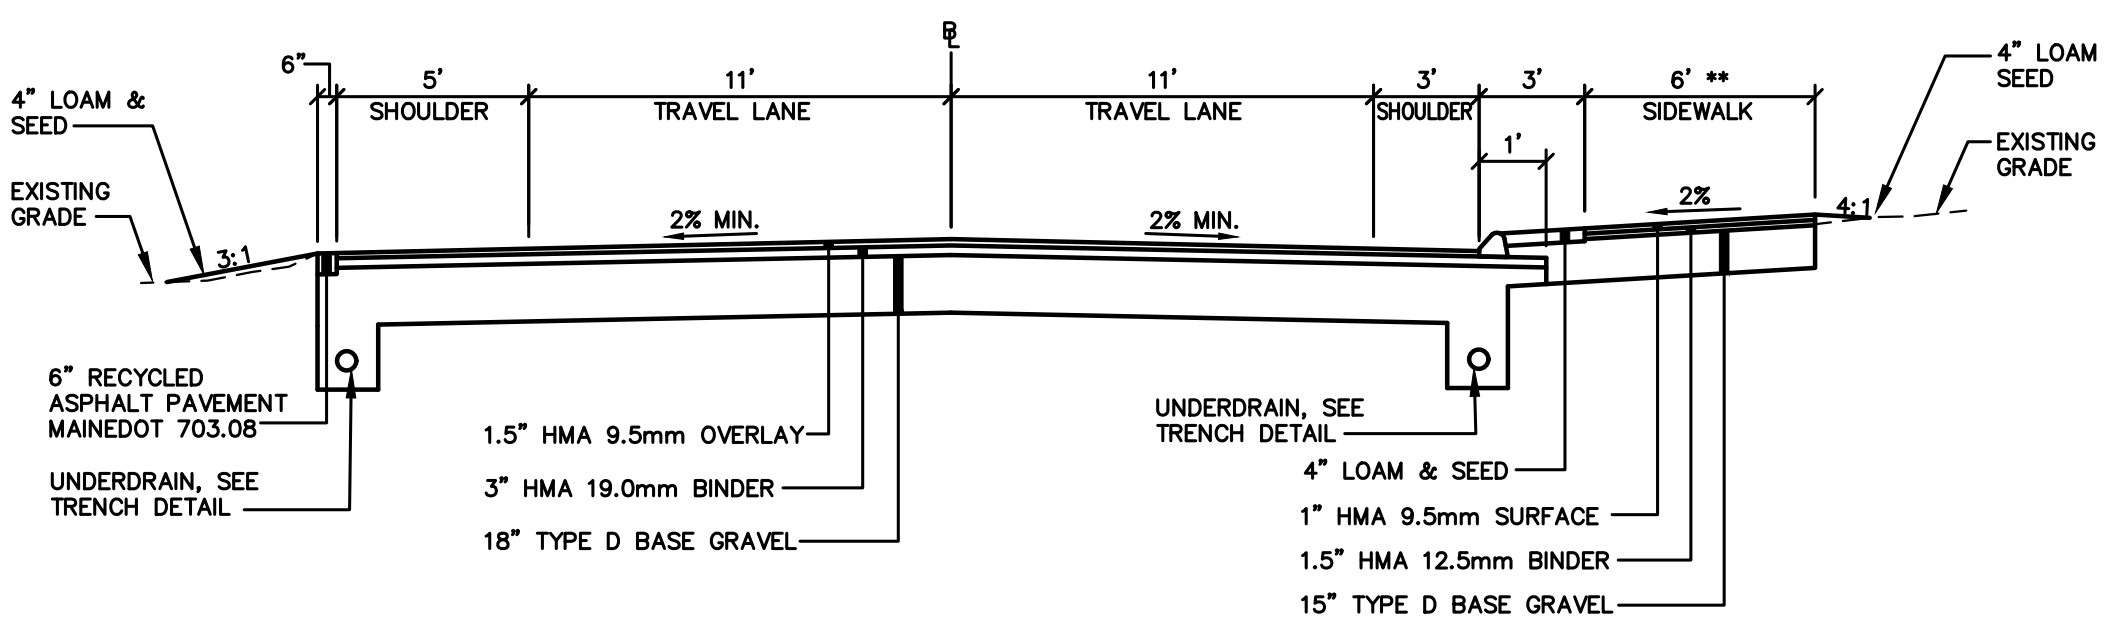 BL
6”
5’
11’
11’
3’
3’
6’ **
SHOULDER
TRAVEL LANE
TRAVEL LANE
SHOULDER
SIDEWALK
4” LOAM &
SEED
4” LOAM
SEED
1’
EXISTING
GRADE
EXISTING
GRADE
2% MIN.
2% MIN.
2%
4:1
3:1
6” RECYCLED
ASPHALT PAVEMENT
MAINEDOT 703.08
UNDERDRAIN, SEE
TRENCH DETAIL
1.5” HMA 9.5mm OVERLAY
3” HMA 19.0mm BINDER
18” TYPE D BASE GRAVEL
UNDERDRAIN, SEE
TRENCH DETAIL
4” LOAM & SEED
1” HMA 9.5mm SURFACE
1.5” HMA 12.5mm BINDER
15” TYPE D BASE GRAVEL